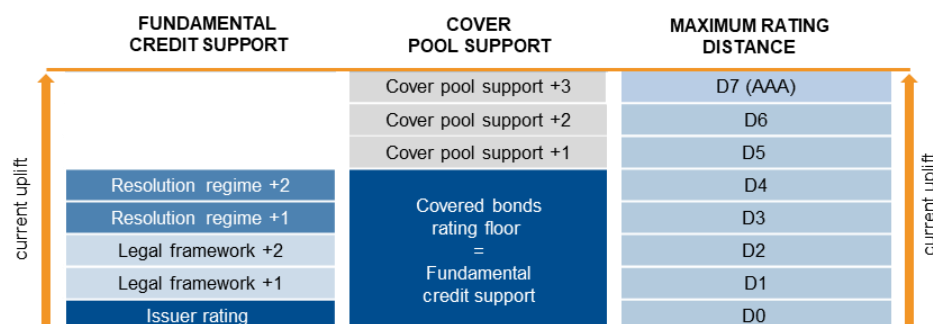 FUNDAMENTAL
CREDIT SUPPORT
COVER
POOL SUPPORT
MAXIMUM RATING
DISTANCE
current uplift
Cover pool support +3
D7 (AAA)
Cover pool support +2
D6
Cover pool support +1
D5
Resolution regime +2
D4
Resolution regime +1
D3
Legal framework +2
D2
Legal framework +1
D1
Issuer rating
D0
Covered bonds
rating floor
=
Fundamental
credit support
current uplift